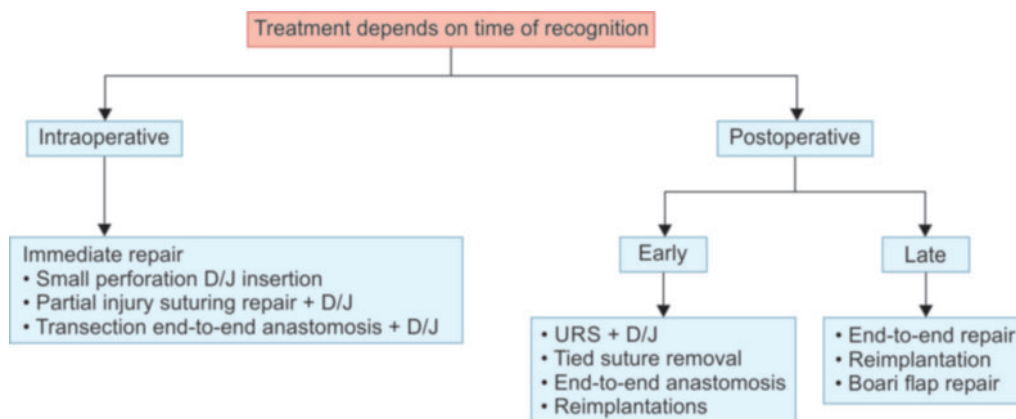 Treatment depends on time of recognition
Intraoperative
Postoperative
Immediate repair
• Small perforation D/J insertion
• Partial injury suturing repair + D/J
• Transection end-to-end anastomosis + D/J
Early
Late
• URS + D/J
• Tied suture removal
• End-to-end anastomosis
• Reimplantations
• End-to-end repair
• Reimplantation
• Boari flap repair